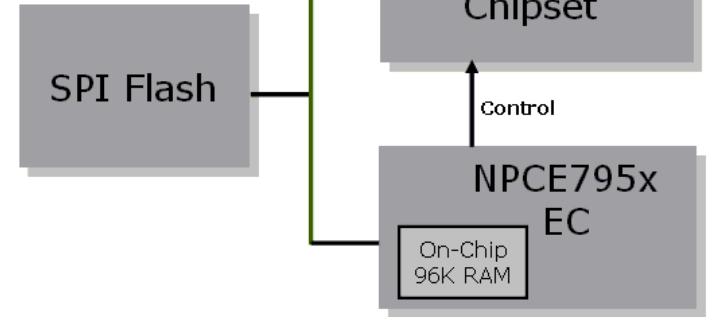 Chipset
SPI Flash
Control
NPCE795x
EC
On-Chip
96K RAM